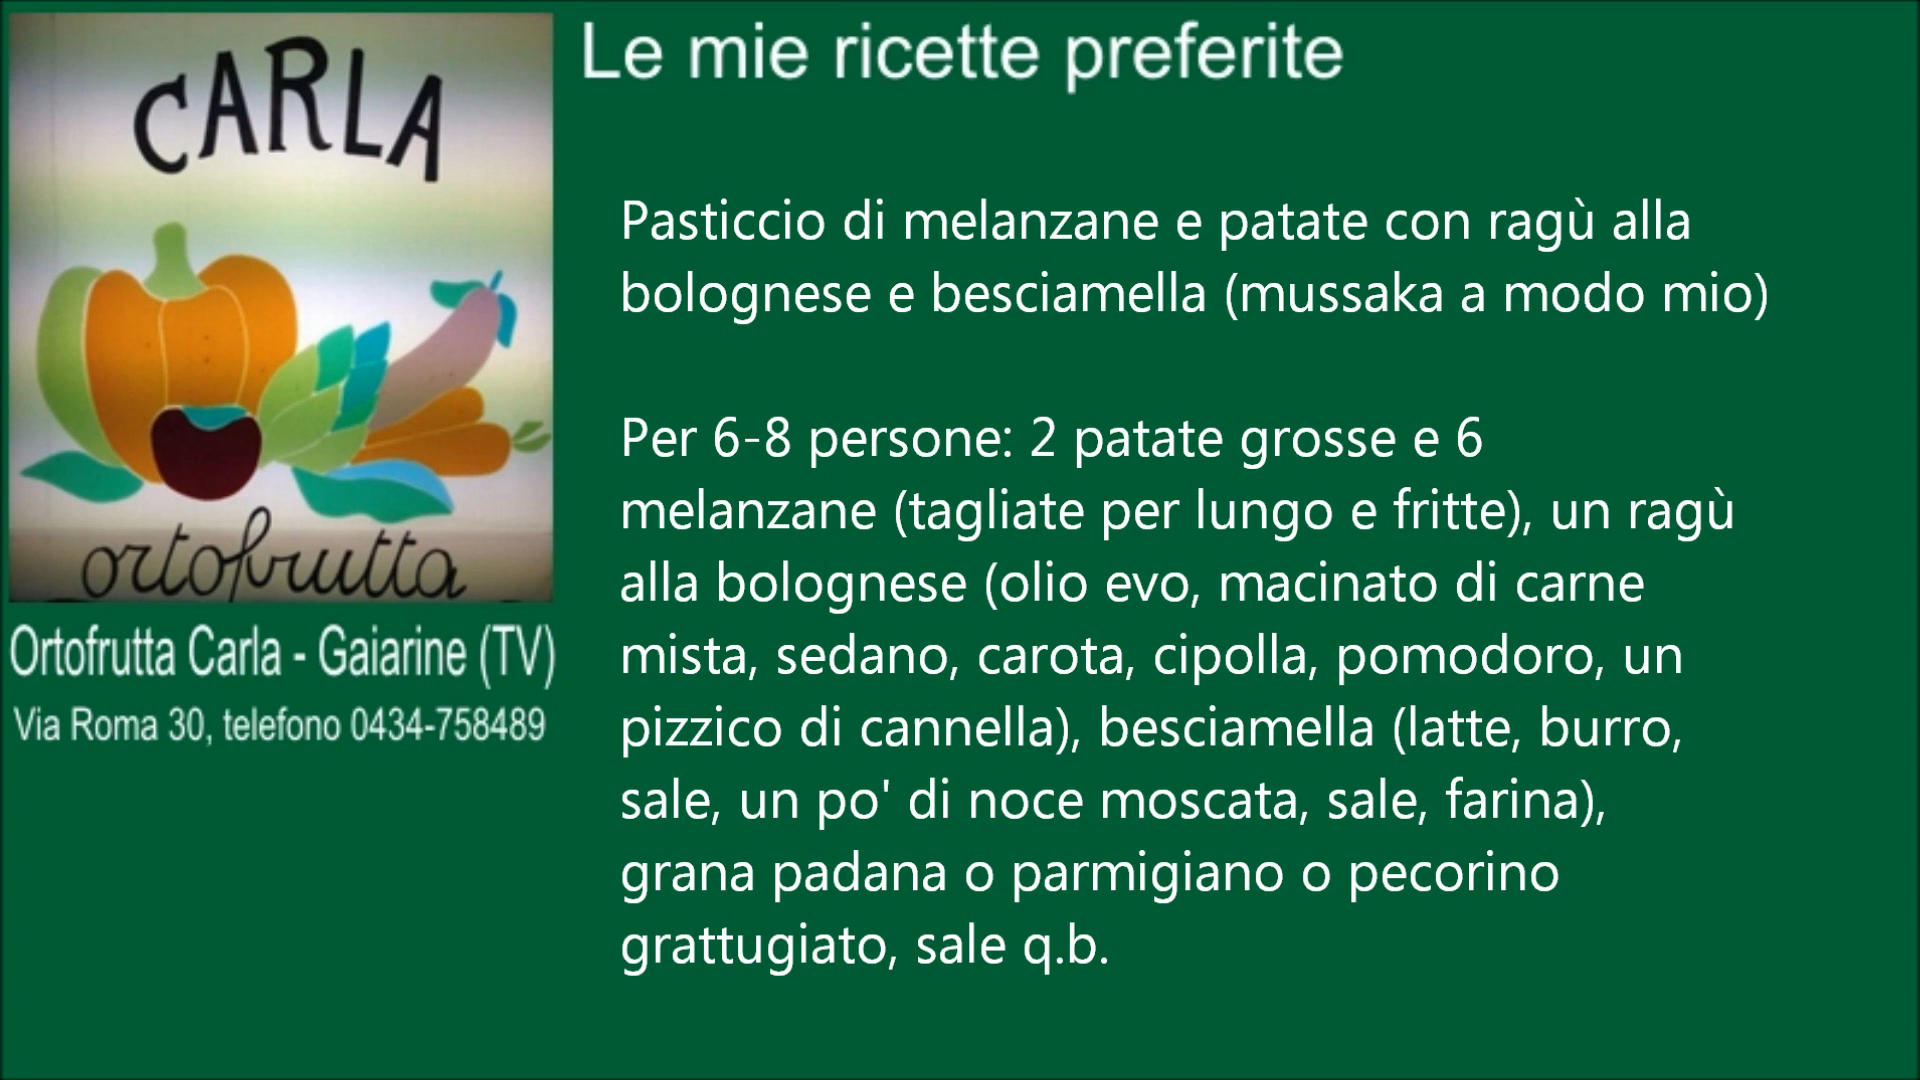 CARLA
ortofrutta
Ortofrutta Carla - Gaiarine (TV)
Via Roma 30, telefono 0434-758489
Le mie ricette preferite
Pasticcio di melanzane e patate con ragù alla
bolognese e besciamella (mussaka a modo mio)
Per 6-8 persone: 2 patate grosse e 6
melanzane (tagliate per lungo e fritte), un ragù
alla bolognese (olio evo, macinato di carne
mista, sedano, carota, cipolla, pomodoro, un
pizzico di cannella), besciamella (latte, burro,
sale, un po' di noce moscata, sale, farina),
grana padana o parmigiano o pecorino
grattugiato, sale q.b.